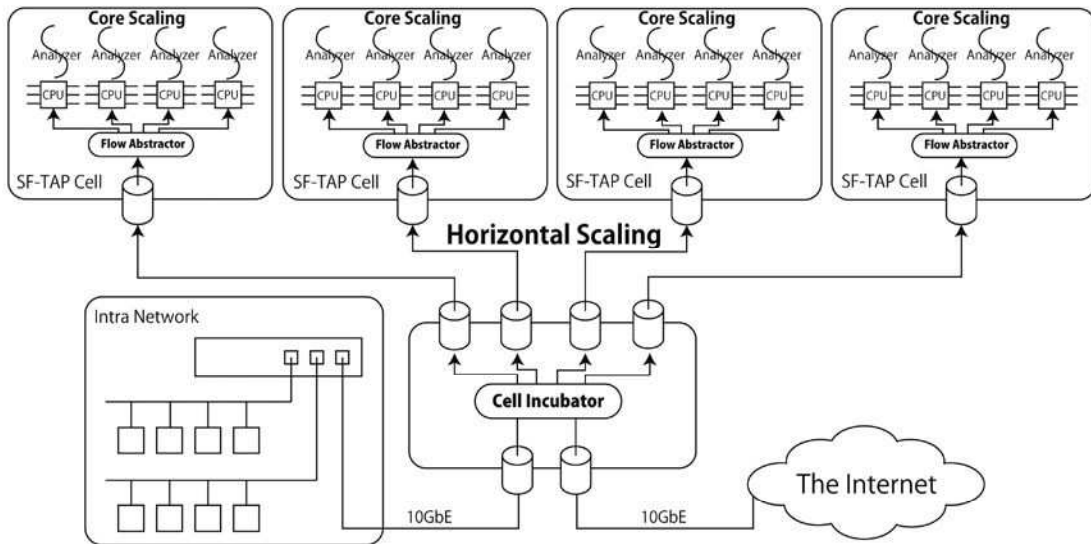 Core Scaling Core Scaling Core Scaling Core Scaling
Analyzer Analyzer Analyzer Analyzer Analyzer Analyzer Analyzer Analyzer Analyzer Analyzer Analyzer Analyzer Analyzer Analyzer Analyzer Analyzer
CPU CPU CPU CPU CPU CPU CPU CPU CPU CPU CPU CPU CPU CPU CPU CPU
Flow Abstractor Flow Abstractor Flow Abstractor Flow Abstractor
SF-TAP Cell SF-TAP Cell SF-TAP Cell SF-TAP Cell
Horizontal Scaling
Intra Network
Cell Incubator
The Internet
10GbE 10GbE